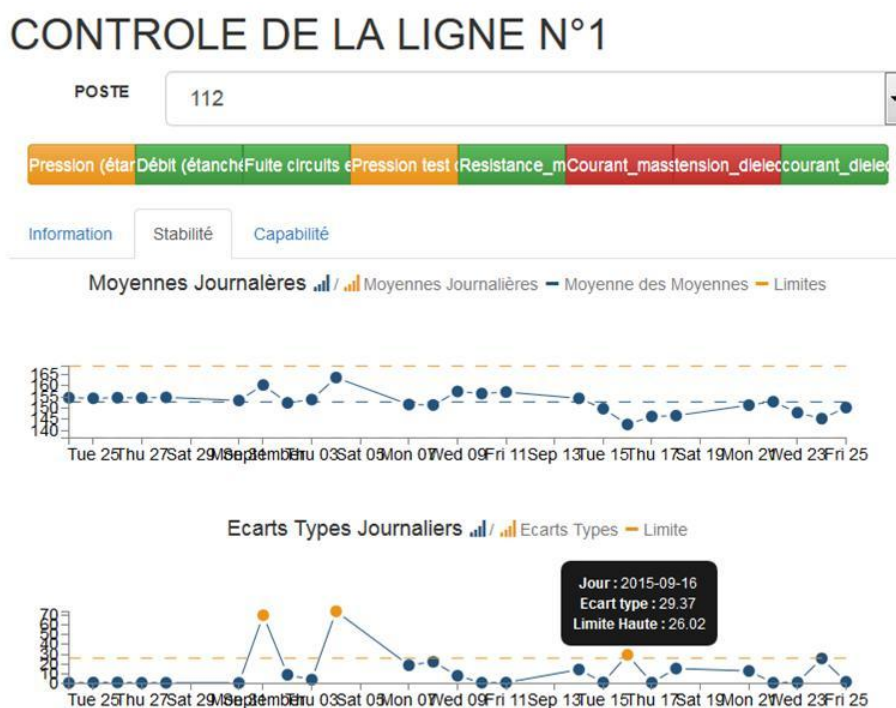 CONTROLE DE LA LIGNE N°1
POSTE 112
Pression (étan Débit (étanché Fuite circuits e Pression test Resistance_m Courant_mass tension_dielec courant_dielec
Information Stabilité Capabilité
Moyennes Journalères / Moyennes Journalières Moyenne des Moyennes Limites
165
160
155
150
145
140
Tue 25 Thu 27 Sat 29 Mon 31 September Thu 03 Sat 05 Mon 07 Wed 09 Fri 11 Sep 13 Tue 15 Thu 17 Sat 19 Mon 21 Wed 23 Fri 25
Ecarts Types Journaliers / Ecarts Types Limite
Jour : 2015-09-16
Ecart type : 29.37
Limite Haute : 26.02
70
60
50
40
30
20
10
0
Tue 25 Thu 27 Sat 29 Mon 31 September Thu 03 Sat 05 Mon 07 Wed 09 Fri 11 Sep 13 Tue 15 Thu 17 Sat 19 Mon 21 Wed 23 Fri 25